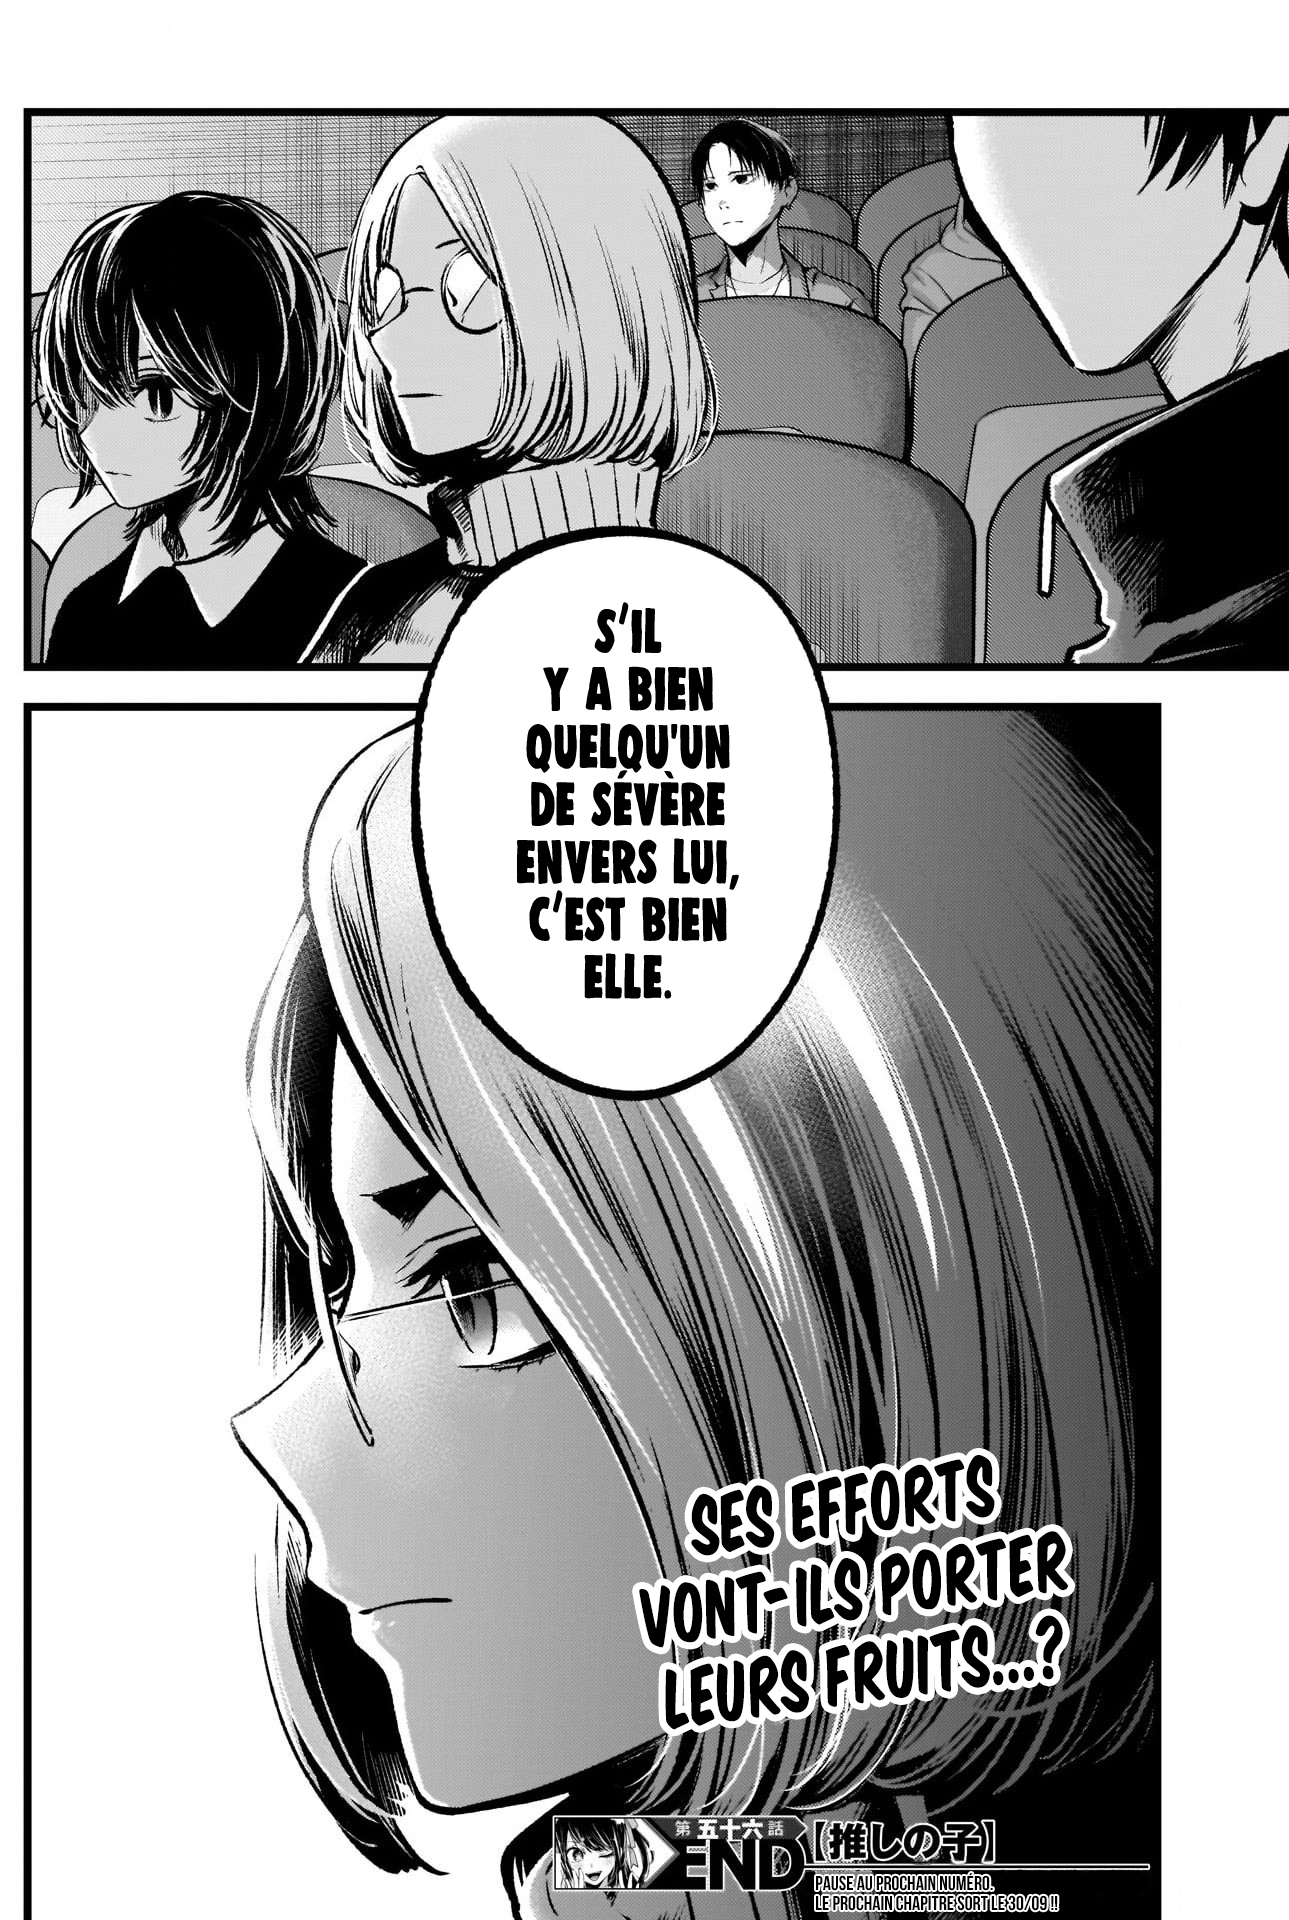 S'IL
Y A BIEN
QUELQU'UN
DE SÉVÈRE
ENVERS LUI,
C'EST BIEN
ELLE.
SES EFFORTS
VONT-ILS PORTER
LEURS FRUITS...?
第五十六話
END
【推しの子】
PAUSE AU PROCHAIN NUMÉRO.
LE PROCHAIN CHAPITRE SORT LE 30/09 !!